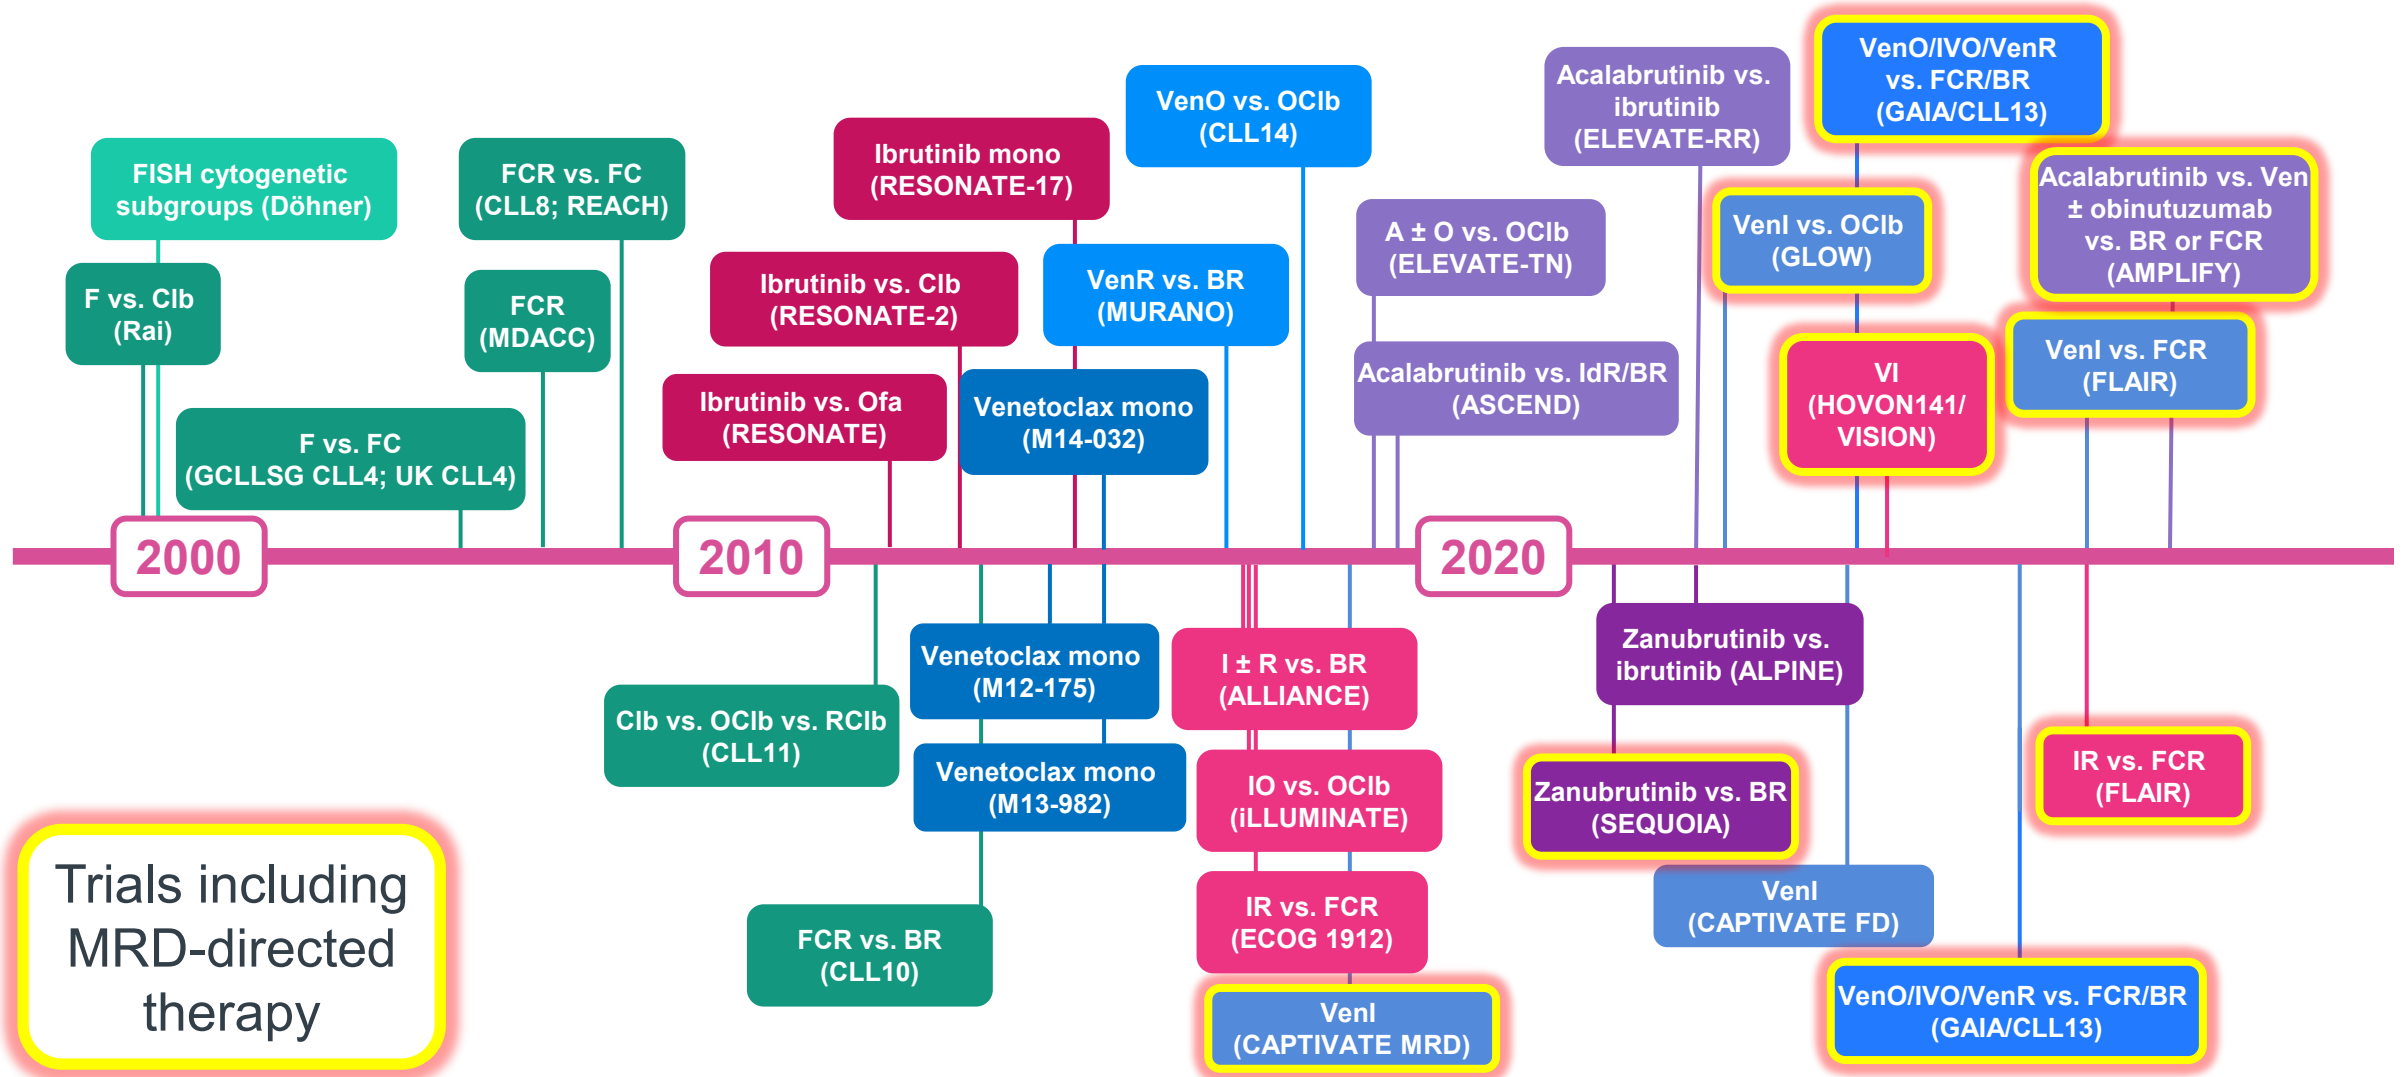 FISH cytogenetic
subgroups (Döhner)
F vs. Clb
(Rai)
FCR vs. FC
(CLL8; REACH)
FCR
(MDACC)
F vs. FC
(GCLLSG CLL4; UK CLL4)
Ibrutinib mono
(RESONATE-17)
Ibrutinib vs. Clb
(RESONATE-2)
Ibrutinib vs. Ofa
(RESONATE)
VenO vs. OClb
(CLL14)
VenR vs. BR
(MURANO)
Venetoclax mono
(M14-032)
A ± O vs. OClb
(ELEVATE-TN)
Acalabrutinib vs. IdR/BR
(ASCEND)
Acalabrutinib vs.
ibrutinib
(ELEVATE-RR)
VenO/IVO/VenR
vs. FCR/BR
(GAIA/CLL13)
VenI vs. OClb
(GLOW)
VI
(HOVON141/
VISION)
Acalabrutinib vs. Ven
± obinutuzumab
vs. BR or FCR
(AMPLIFY)
VenI vs. FCR
(FLAIR)
2000
2010
2020
Clb vs. OClb vs. RClb
(CLL11)
Venetoclax mono
(M12-175)
Venetoclax mono
(M13-982)
FCR vs. BR
(CLL10)
I ± R vs. BR
(ALLIANCE)
IO vs. OClb
(iLLUMINATE)
IR vs. FCR
(ECOG 1912)
VenI
(CAPTIVATE MRD)
Zanubrutinib vs.
ibrutinib (ALPINE)
Zanubrutinib vs. BR
(SEQUOIA)
VenI
(CAPTIVATE FD)
VenO/IVO/VenR vs. FCR/BR
(GAIA/CLL13)
IR vs. FCR
(FLAIR)
Trials including
MRD-directed
therapy